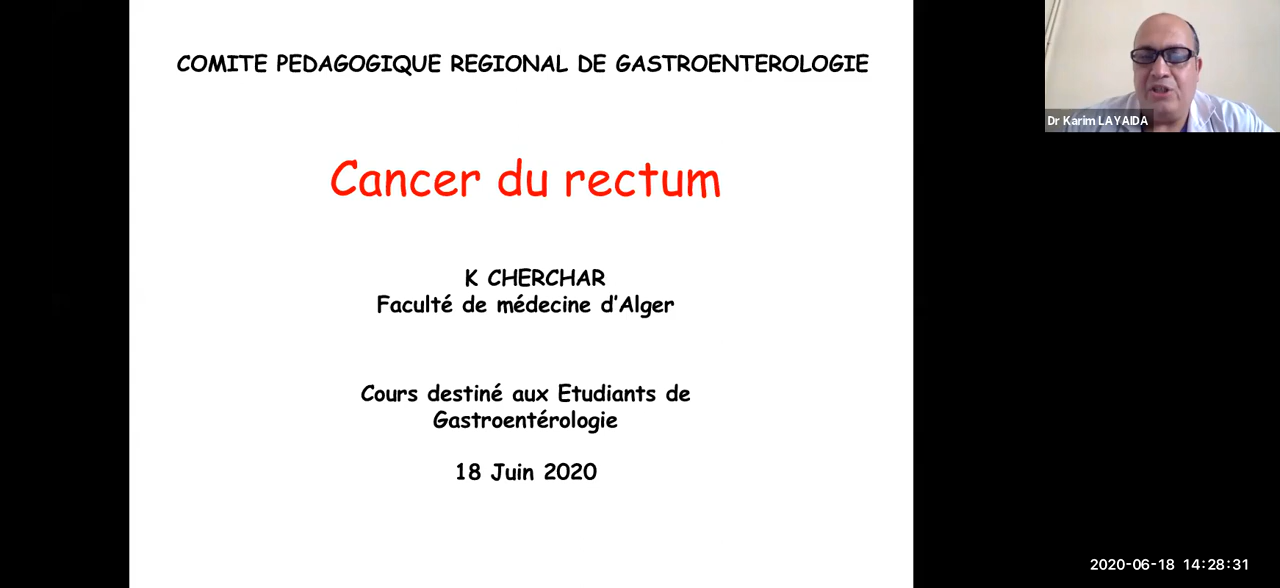 COMITE PEDAGOGIQUE REGIONAL DE GASTROENTEROLOGIE
Cancer du rectum
K CHERCHAR
Faculté de médecine d’Alger
Cours destiné aux Etudiants de
Gastroentérologie
18 Juin 2020
Dr Karim LAYAIDA
2020-06-18 14:28:31